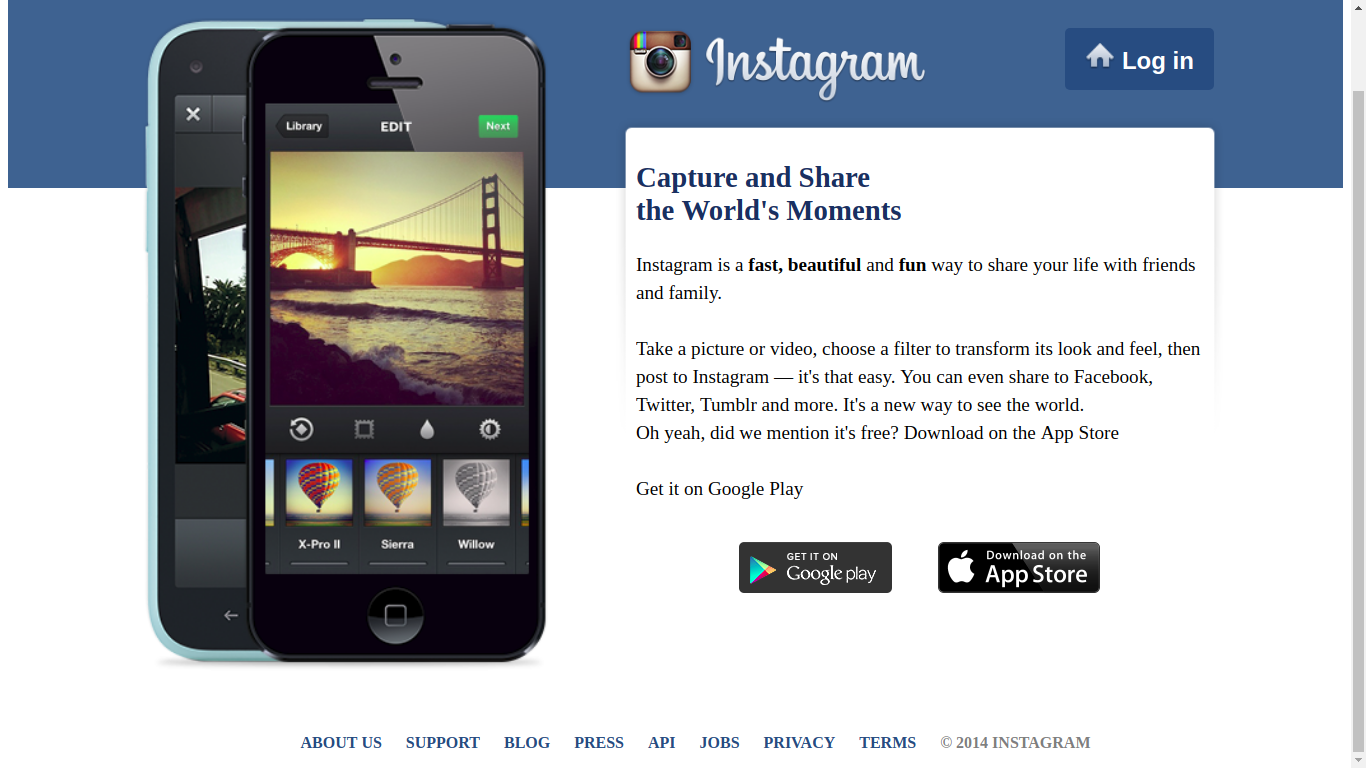 Instagram
Log in
Library
EDIT
Next
X-Pro II
Sierra
Willow
Capture and Share
the World's Moments
Instagram is a fast, beautiful and fun way to share your life with friends
and family.
Take a picture or video, choose a filter to transform its look and feel, then
post to Instagram — it's that easy. You can even share to Facebook,
Twitter, Tumblr and more. It's a new way to see the world.
Oh yeah, did we mention it's free? Download on the App Store
Get it on Google Play
GET IT ON
Google play
Download on the
App Store
ABOUT US SUPPORT BLOG PRESS API JOBS PRIVACY TERMS © 2014 INSTAGRAM